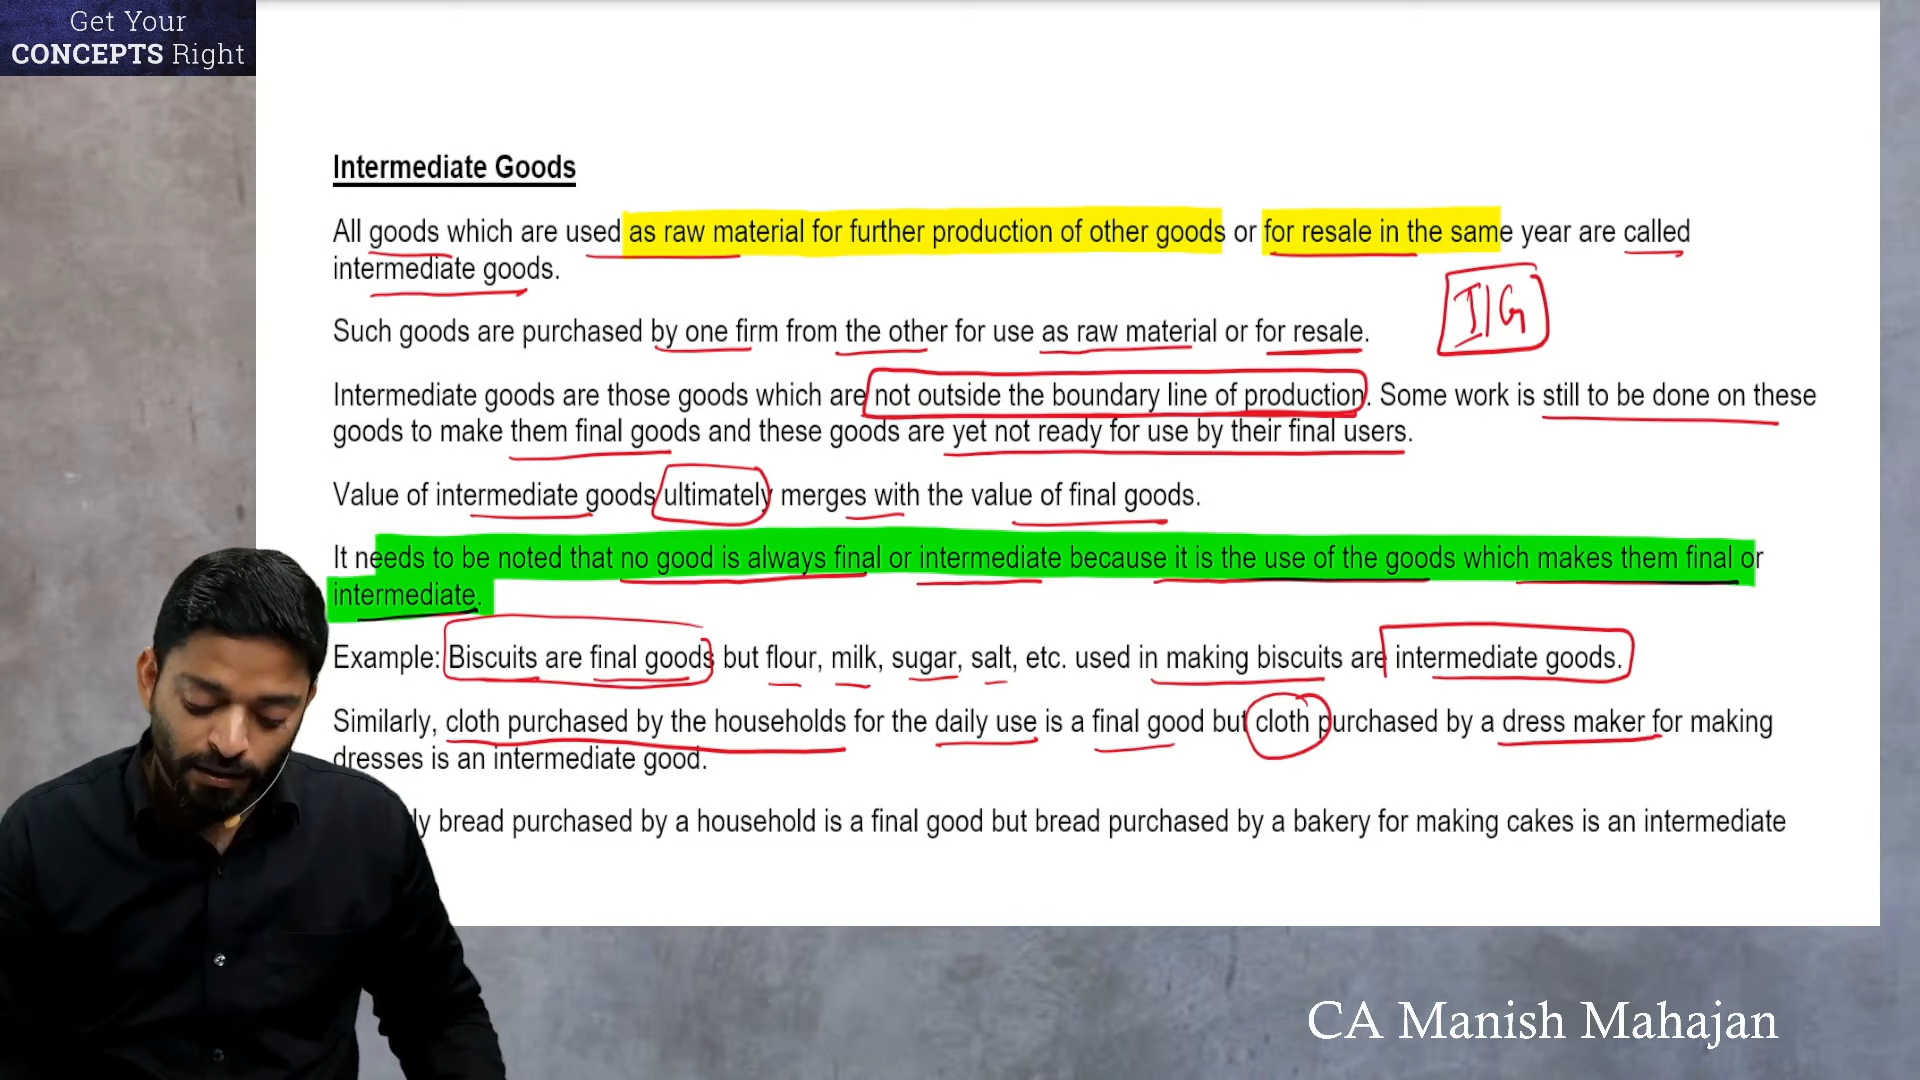 Get Your
CONCEPTS Right
Intermediate Goods
All goods which are used as raw material for further production of other goods or for resale in the same year are called
intermediate goods.
I/G
Such goods are purchased by one firm from the other for use as raw material or for resale.
Intermediate goods are those goods which are not outside the boundary line of production. Some work is still to be done on these
goods to make them final goods and these goods are yet not ready for use by their final users.
Value of intermediate goods ultimately merges with the value of final goods.
It needs to be noted that no good is always final or intermediate because it is the use of the goods which makes them final or
intermediate.
Example: Biscuits are final goods but flour, milk, sugar, salt, etc. used in making biscuits are intermediate goods.
Similarly, cloth purchased by the households for the daily use is a final good but cloth purchased by a dress maker for making
dresses is an intermediate good.
bread purchased by a household is a final good but bread purchased by a bakery for making cakes is an intermediate
CA Manish Mahajan